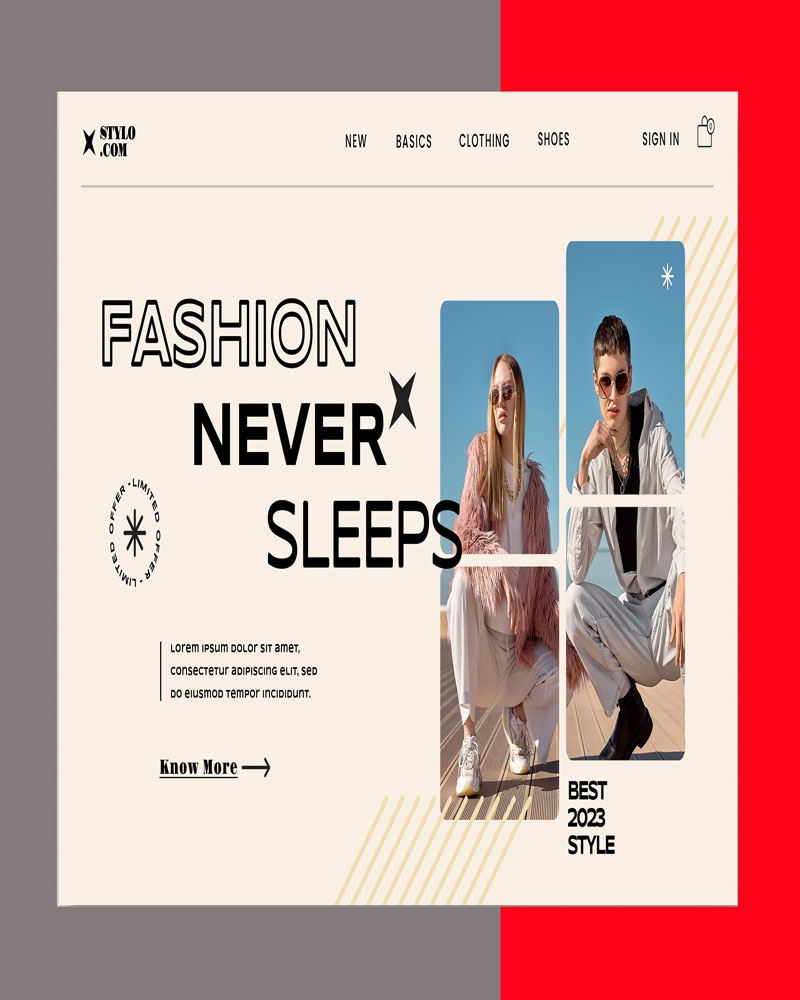 STYLO
.COM
NEW BASICS CLOTHING SHOES SIGN IN 0
FASHION
NEVER
SLEEPS
LIMITED OFFER - LIMITED OFFER -
Lorem ipsum dolor sit amet,
consectetur adipiscing elit, sed
do eiusmod tempor incididunt.
Know More
BEST
2023
STYLE